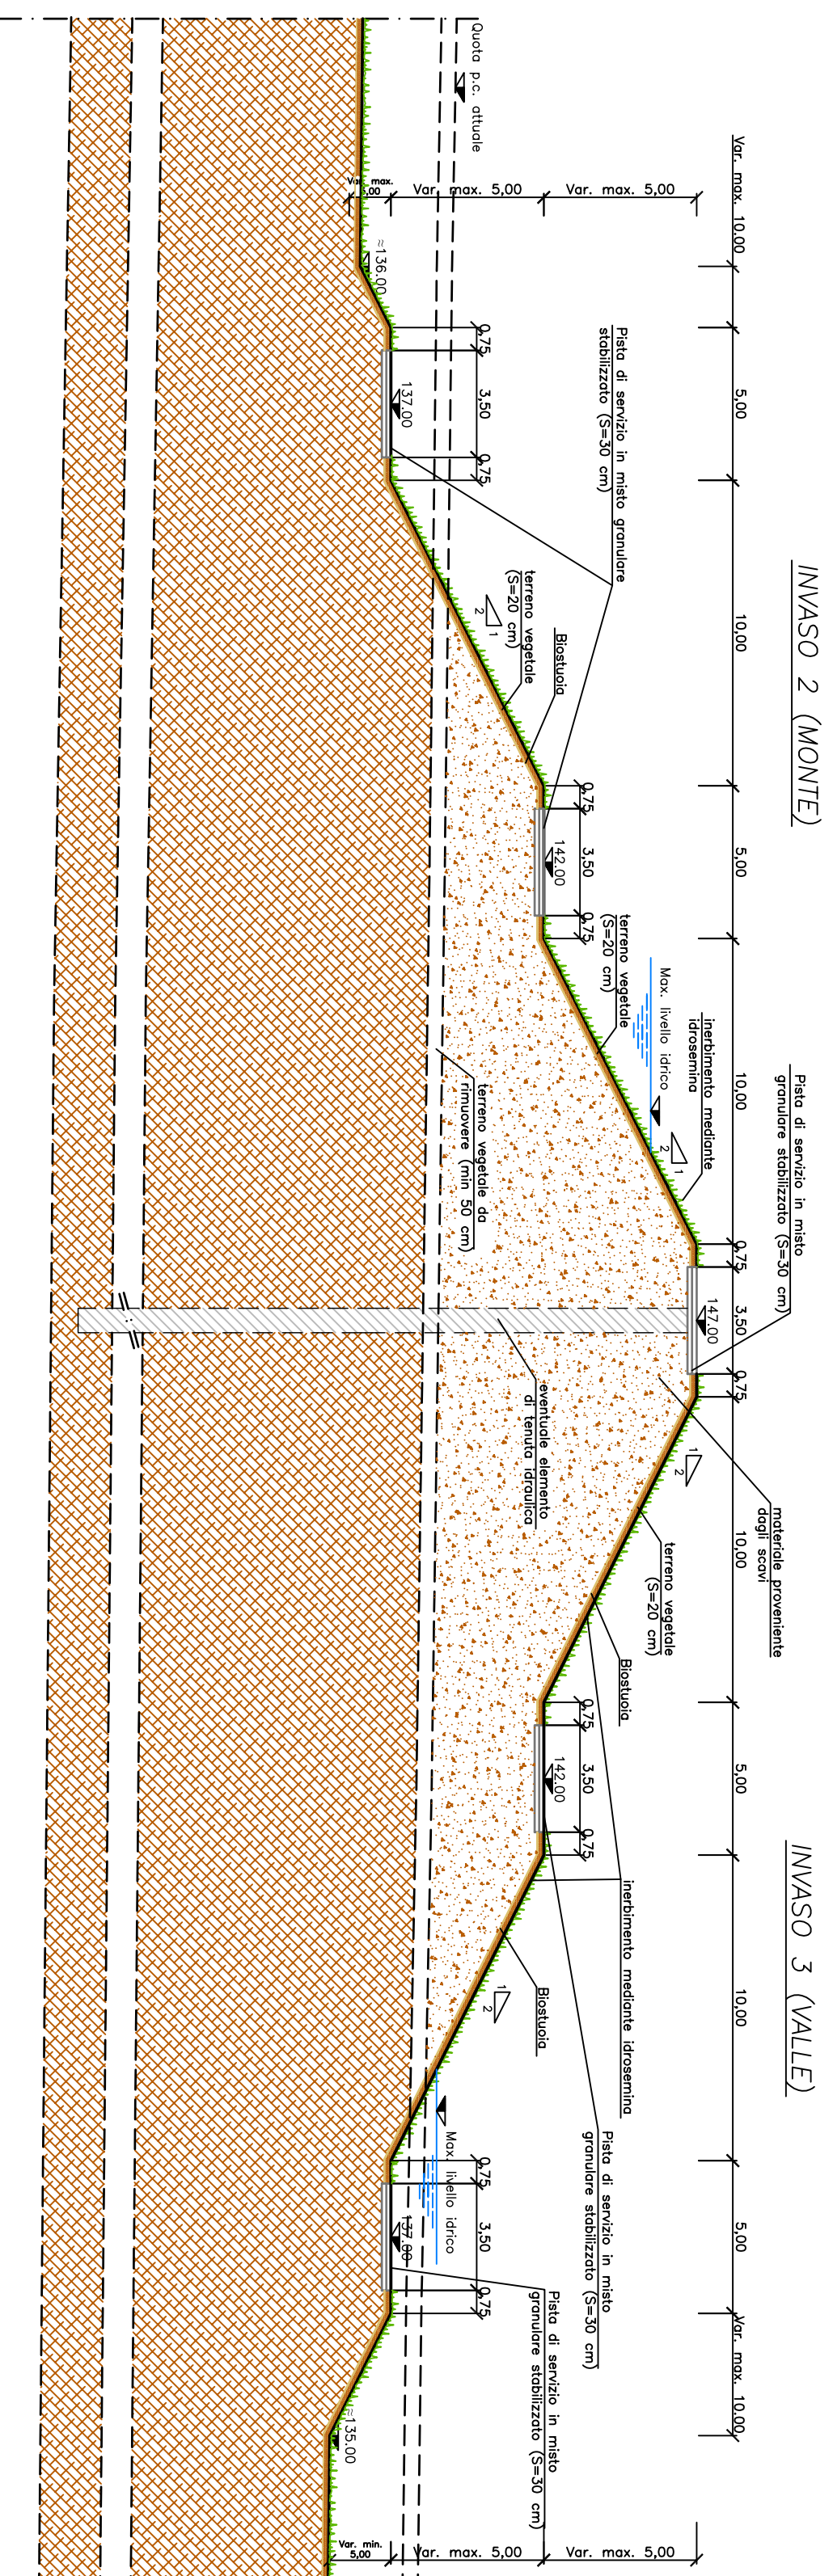 INVASO 2 (MONTE)
INVASO 3 (VALLE)
Var. max. 10.00
5,00
10,00
5,00
10,00
10,00
5,00
10,00
5,00
Var. max. 10.00
Pista di servizio in misto
granulare stabilizzato (S=30 cm)
materiale proveniente
dagli scavi
147.00
0,75
3,50
0,75
inerbimento mediante
idrosemina
Max. livello idrico
1
2
1
2
terreno vegetale
(S=20 cm)
Pista di servizio in misto granulare
stabilizzato (S=30 cm)
terreno vegetale
(S=20 cm)
Biostuoia
inerbimento mediante idrosemina
Pista di servizio in misto
granulare stabilizzato (S=30 cm)
0,75
3,50
0,75
142.00
0,75
3,50
0,75
142.00
Biostuoia
terreno vegetale
(S=20 cm)
1
2
eventuale elemento
di tenuta idraulica
Biostuoia
1
2
Pista di servizio in misto
granulare stabilizzato (S=30 cm)
Quota p.c. attuale
terreno vegetale da
rimuovere (min 50 cm)
0,75
3,50
0,75
137.00
Max. livello idrico
0,75
3,50
0,75
137.00
≈136.00
≈135.00
Var. max.
5,00
Var. max. 5,00
Var. max. 5,00
Var. min.
5,00
Var. max. 5,00
Var. max. 5,00